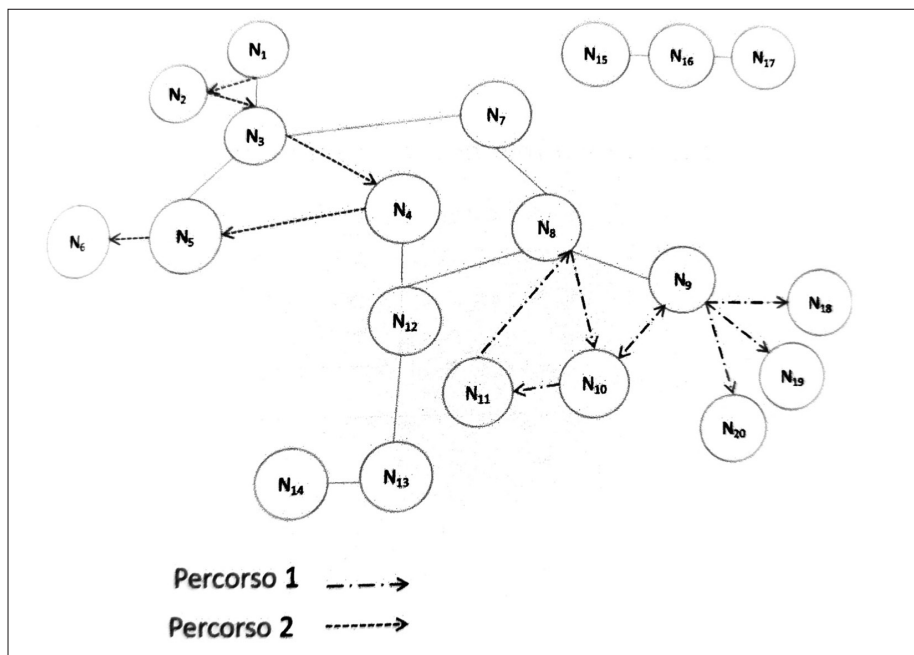 N1
N2
N3
N4
N5
N6
N7
N8
N9
N10
N11
N12
N13
N14
N15
N16
N17
N18
N19
N20
Percorso 1
Percorso 2